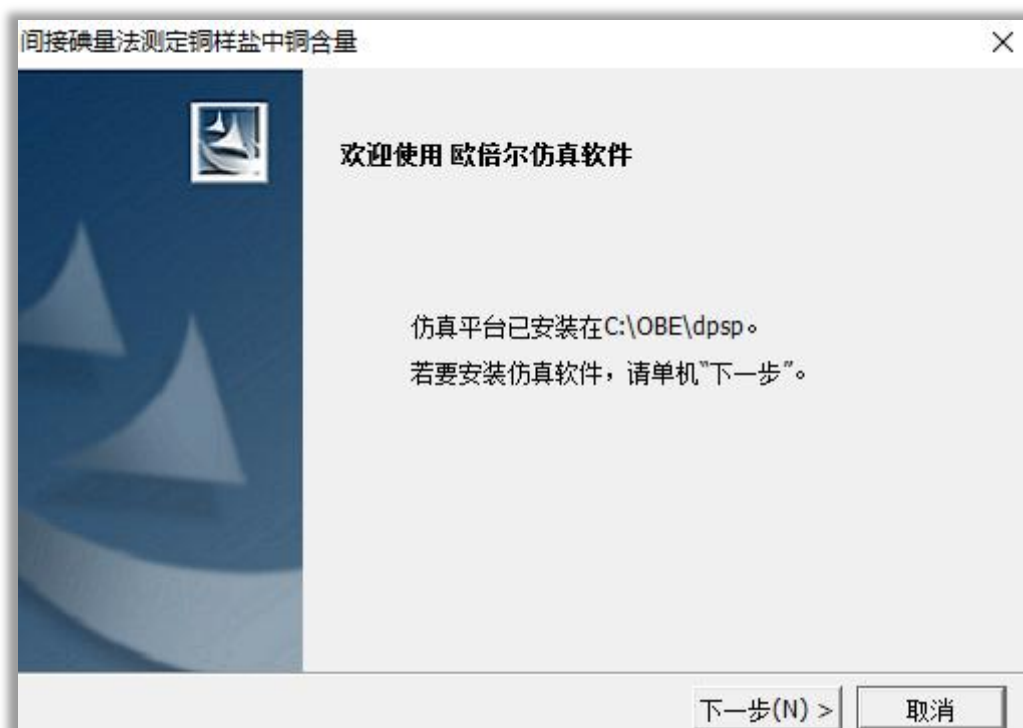 间接碘量法测定铜样盐中铜含量
欢迎使用 欧倍尔仿真软件
仿真平台已安装在C:\OBE\dpsp。
若要安装仿真软件，请单机"下一步"。
下一步(N) >
取消